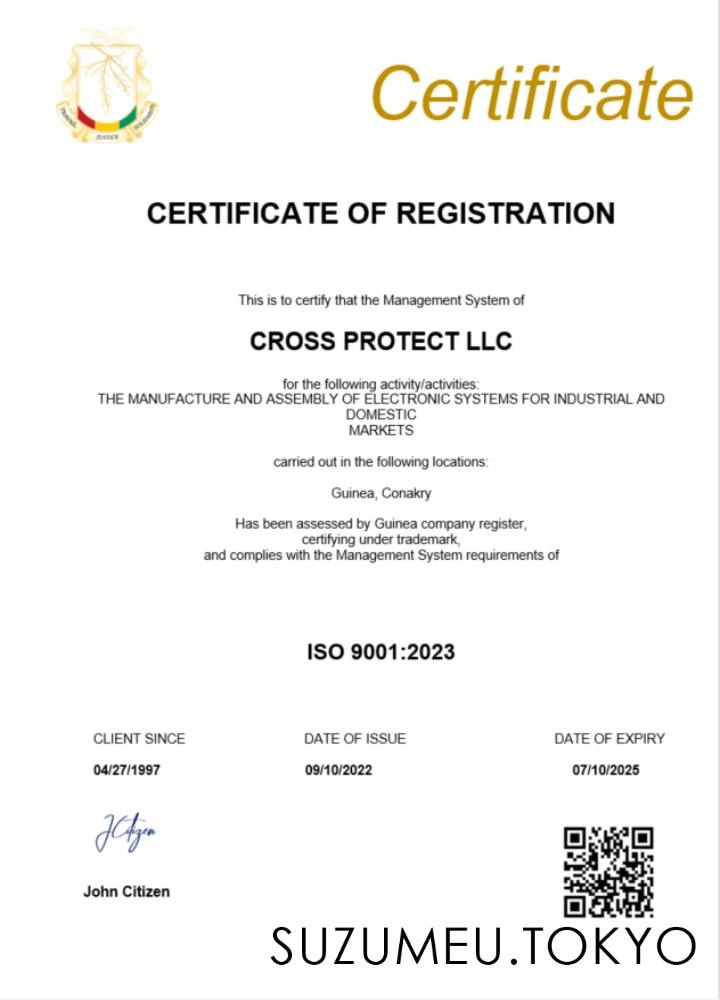 Certificate
TRAVAIL
JUSTICE
SOLIDARITE
CERTIFICATE OF REGISTRATION
This is to certify that the Management System of
CROSS PROTECT LLC
for the following activity/activities:
THE MANUFACTURE AND ASSEMBLY OF ELECTRONIC SYSTEMS FOR INDUSTRIAL AND
DOMESTIC
MARKETS
carried out in the following locations:
Guinea, Conakry
Has been assessed by Guinea company register,
certifying under trademark,
and complies with the Management System requirements of
ISO 9001:2023
CLIENT SINCE DATE OF ISSUE DATE OF EXPIRY
04/27/1997 09/10/2022 07/10/2025
JCitizen
John Citizen
SUZUMEU.TOKYO